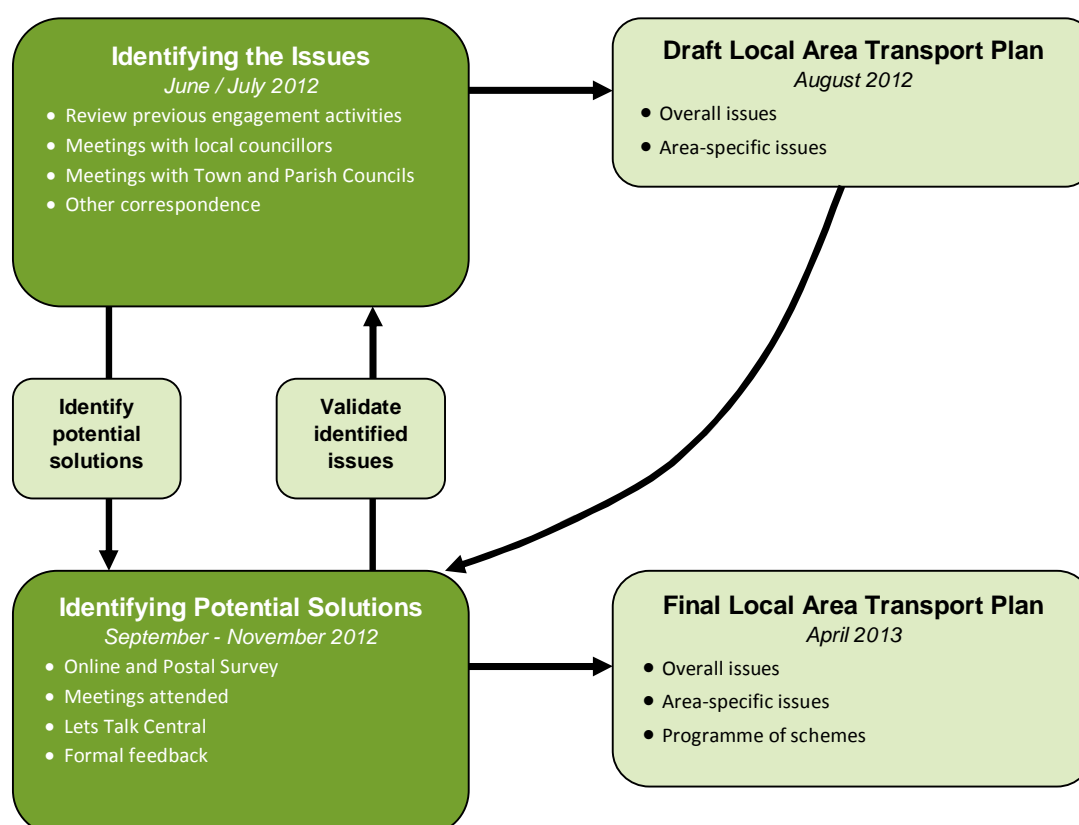 Identifying the Issues
June / July 2012
• Review previous engagement activities
• Meetings with local councillors
• Meetings with Town and Parish Councils
• Other correspondence
Draft Local Area Transport Plan
August 2012
• Overall issues
• Area-specific issues
Identify
potential
solutions
Validate
identified
issues
Identifying Potential Solutions
September - November 2012
• Online and Postal Survey
• Meetings attended
• Lets Talk Central
• Formal feedback
Final Local Area Transport Plan
April 2013
• Overall issues
• Area-specific issues
• Programme of schemes